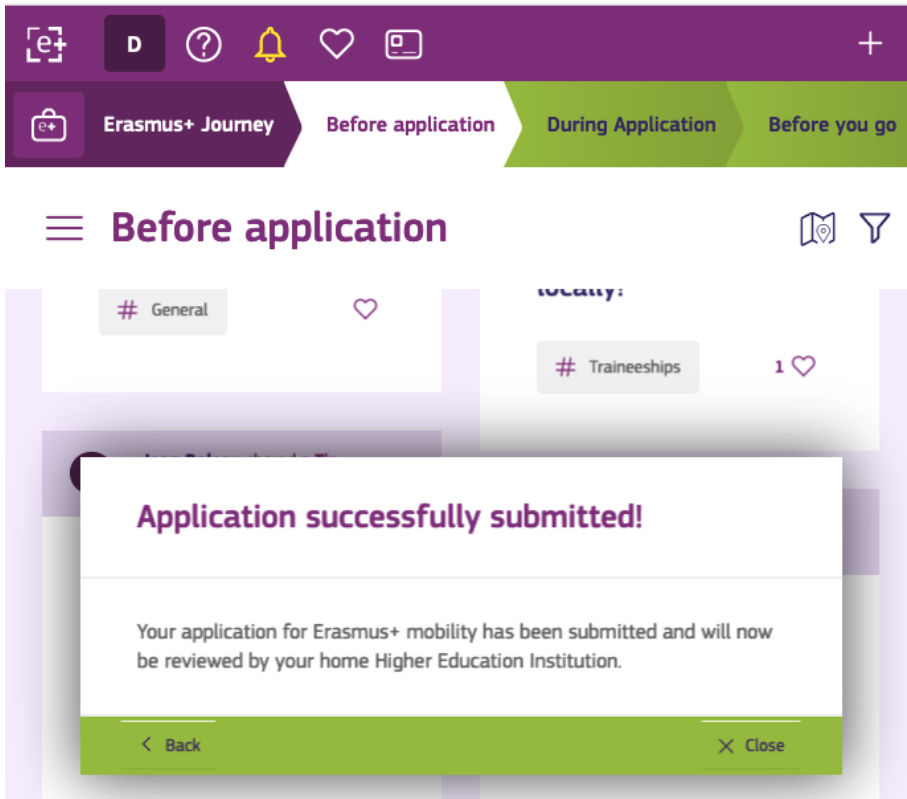 e+
D
e+
Erasmus+ Journey
Before application
During Application
Before you go
Before application
locally!
# General
# Traineeships
1
shared a Tip
Application successfully submitted!
Your application for Erasmus+ mobility has been submitted and will now
be reviewed by your home Higher Education Institution.
Back
Close